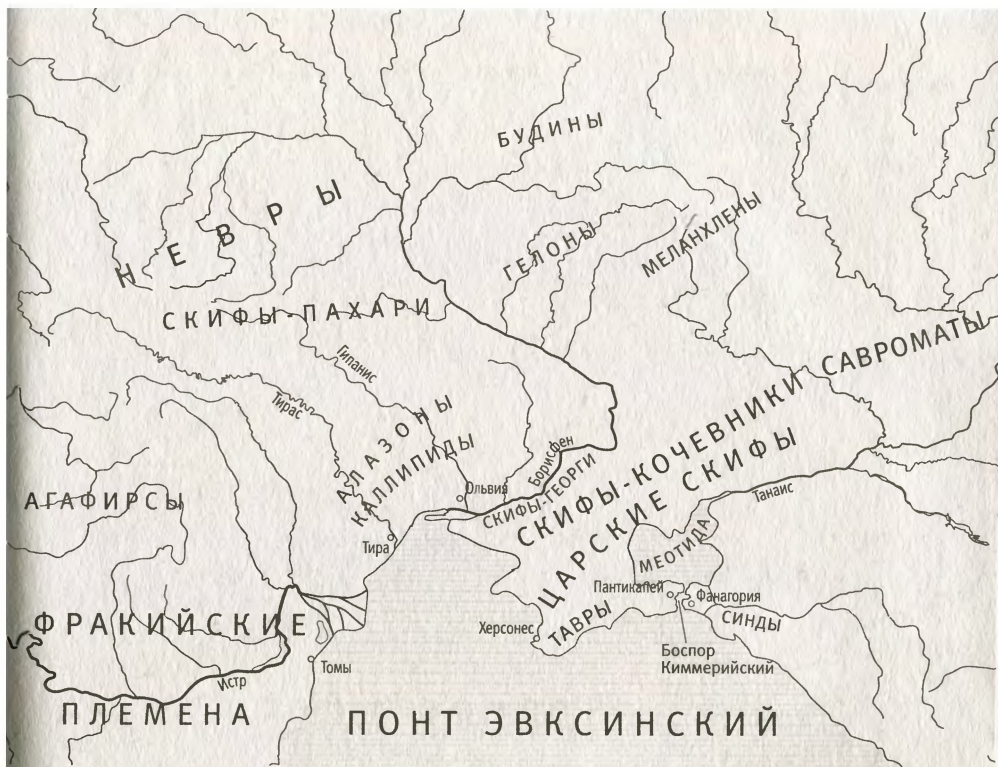 БУДИНЫ
НЕВРЫ
ГЕЛОНЫ
МЕЛАНХЛЕНЫ
СКИФЫ-ПАХАРИ
Гипанис
САВРОМАТЫ
Тирас
АЛАЗОНЫ
КАЛЛИПИДЫ
Борисфен
СКИФЫ-КОЧЕВНИКИ
АГАФИРСЫ
Ольвия
СКИФЫ-ГЕОРГИ
ЦАРСКИЕ СКИФЫ
Танаис
Тира
МЕОТИДА
Пантикапей
Фанагория
ФРАКИЙСКИЕ
ПЛЕМЕНА
Херсонес
ТАВРЫ
СИНДЫ
Боспор
Киммерийский
Томы
Истр
ПОНТ ЭВКСИНСКИЙ